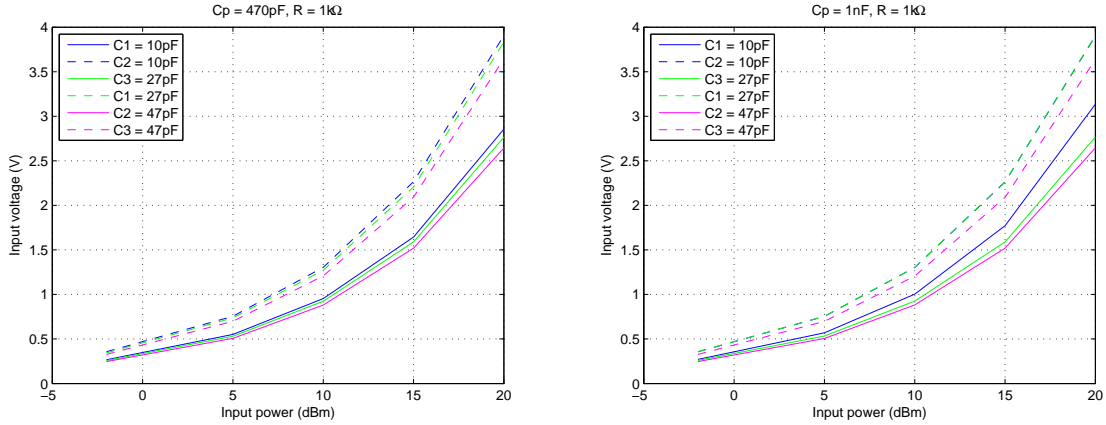 Cp = 470pF, R = 1kΩ
4
3.5
3
2.5
2
1.5
1
0.5
0
−5
0
5
10
15
20
Input voltage (V)
Input power (dBm)
C1 = 10pF
C2 = 10pF
C3 = 27pF
C1 = 27pF
C2 = 47pF
C3 = 47pF
Cp = 1nF, R = 1kΩ
4
3.5
3
2.5
2
1.5
1
0.5
0
−5
0
5
10
15
20
Input voltage (V)
Input power (dBm)
C1 = 10pF
C2 = 10pF
C3 = 27pF
C1 = 27pF
C2 = 47pF
C3 = 47pF